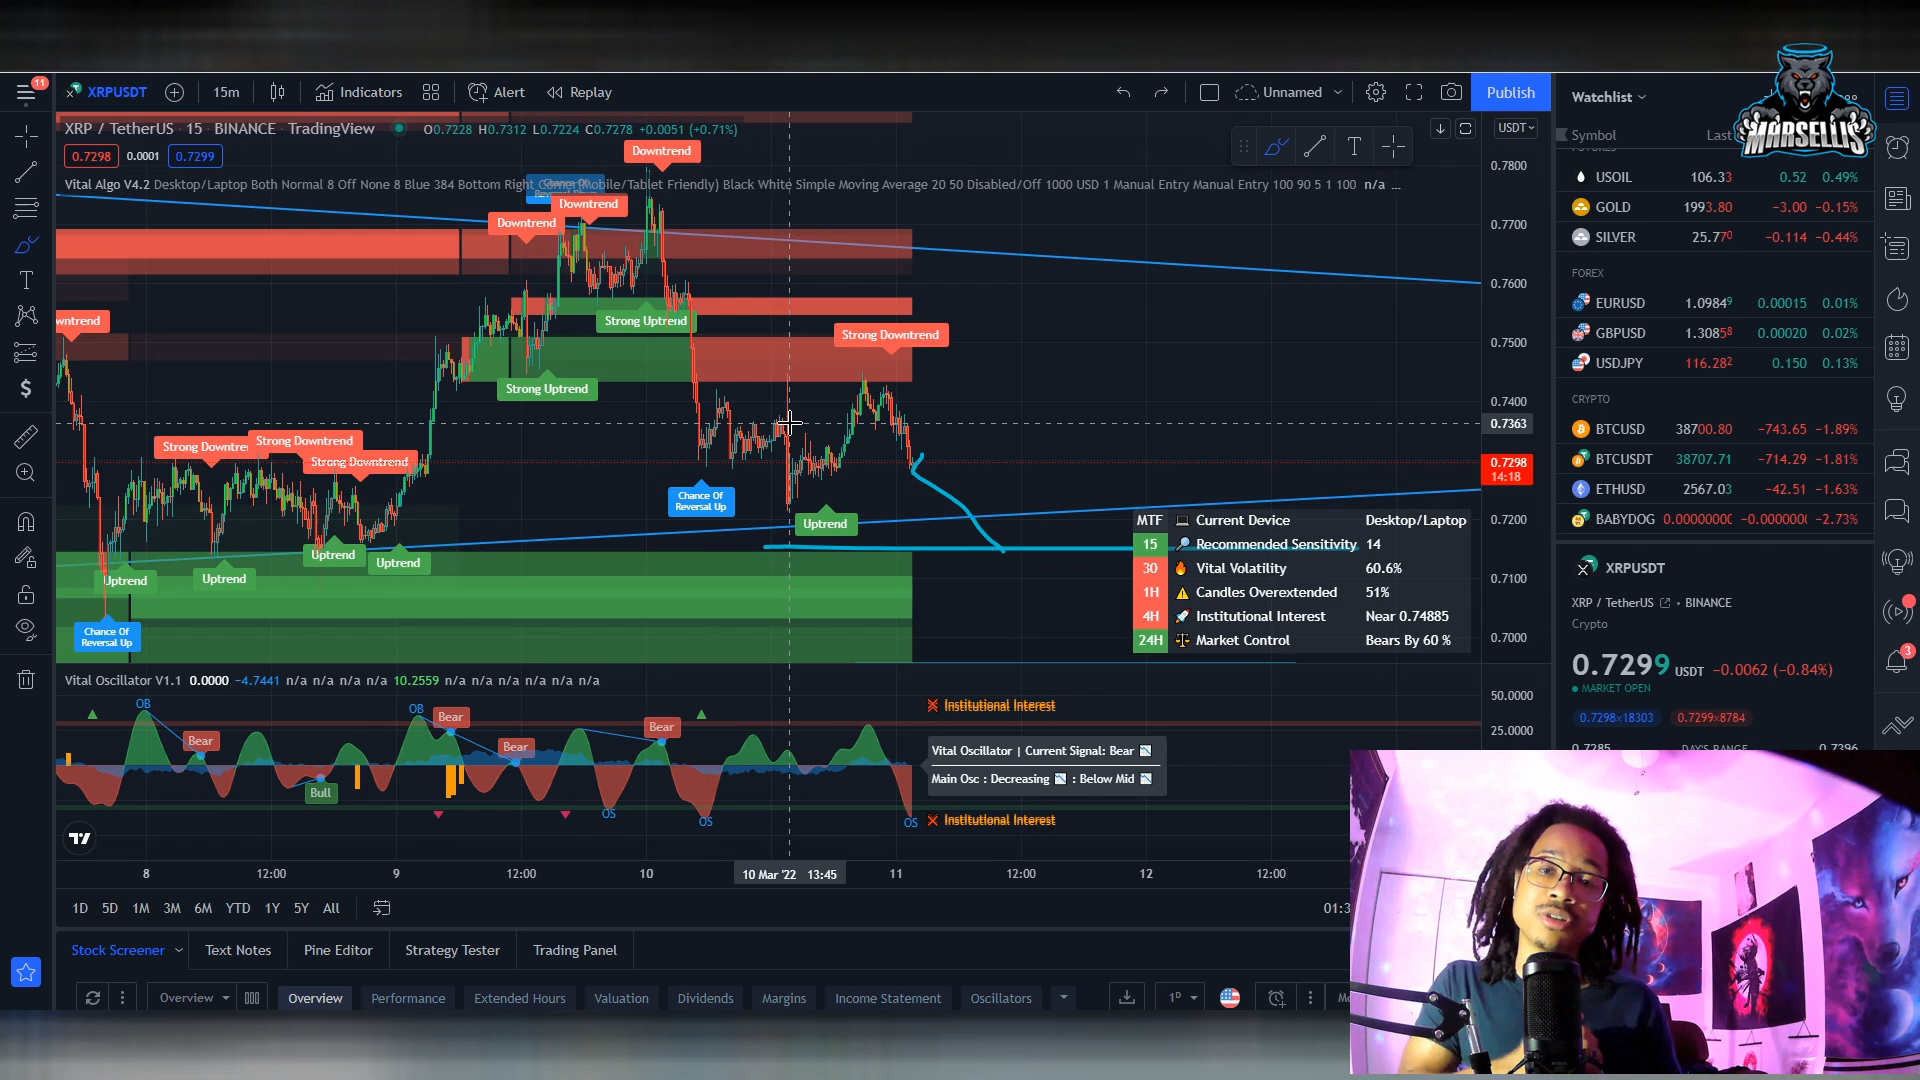 11
XRPUSDT
15m
Indicators
Alert
Replay
Unnamed
Publish
Watchlist
MARSELLIS
XRP / TetherUS · 15 · BINANCE · TradingView
O0.7228 H0.7312 L0.7224 C0.7278 +0.0051 (+0.71%)
USDT
0.7298
0.0001
0.7299
Vital Algo V4.2 Desktop/Laptop Both Normal 8 Off None 8 Blue 384 Bottom Right Corner (Mobile/Tablet Friendly) Black White Simple Moving Average 20 50 Disabled/Off 1000 USD 1 Manual Entry Manual Entry 100 90 5 1 100 n/a ...
Downtrend
Chance Of
Downtrend
Downtrend
wntrend
Strong Uptrend
Strong Downtrend
Strong Uptrend
Strong Downtre
Strong Downtrend
Strong Downtrend
Chance Of
Reversal Up
Uptrend
Uptrend
Uptrend
Uptrend
Uptrend
Chance Of
Reversal Up
0.7800
0.7700
0.7600
0.7500
0.7400
0.7363
0.7298
14:18
0.7200
0.7100
0.7000
MTF Current Device Desktop/Laptop
15 Recommended Sensitivity 14
30 Vital Volatility 60.6%
1H Candles Overextended 51%
4H Institutional Interest Near 0.74885
24H Market Control Bears By 60 %
Vital Oscillator V1.1 0.0000 −4.7441 n/a n/a n/a n/a n/a 10.2559 n/a n/a n/a n/a n/a n/a n/a
50.0000
25.0000
OB
Bear
OB
Bear
Bear
Bull
Bear
OS
OS
OS
Institutional Interest
Vital Oscillator | Current Signal: Bear
Main Osc : Decreasing : Below Mid
Institutional Interest
8
12:00
9
12:00
10
10 Mar '22 13:45
11
12:00
12
12:00
1D 5D 1M 3M 6M YTD 1Y 5Y All
01:3
Stock Screener
Text Notes
Pine Editor
Strategy Tester
Trading Panel
Overview
Overview
Performance
Extended Hours
Valuation
Dividends
Margins
Income Statement
Oscillators
1D
Symbol Last
USOIL 106.33 0.52 0.49%
GOLD 1993.80 −3.00 −0.15%
SILVER 25.770 −0.114 −0.44%
FOREX
EURUSD 1.09849 0.00015 0.01%
GBPUSD 1.30858 0.00020 0.02%
USDJPY 116.282 0.150 0.13%
CRYPTO
BTCUSD 38700.80 −743.65 −1.89%
BTCUSDT 38707.71 −714.29 −1.81%
ETHUSD 2567.03 −42.51 −1.63%
BABYDOG 0.0000000( −0.000000( −2.73%
XRPUSDT
XRP / TetherUS · BINANCE
Crypto
0.7299 USDT −0.0062 (−0.84%)
MARKET OPEN
0.7298×18303
0.7299×8784
0.7285 DAY'S RANGE 0.7396
3